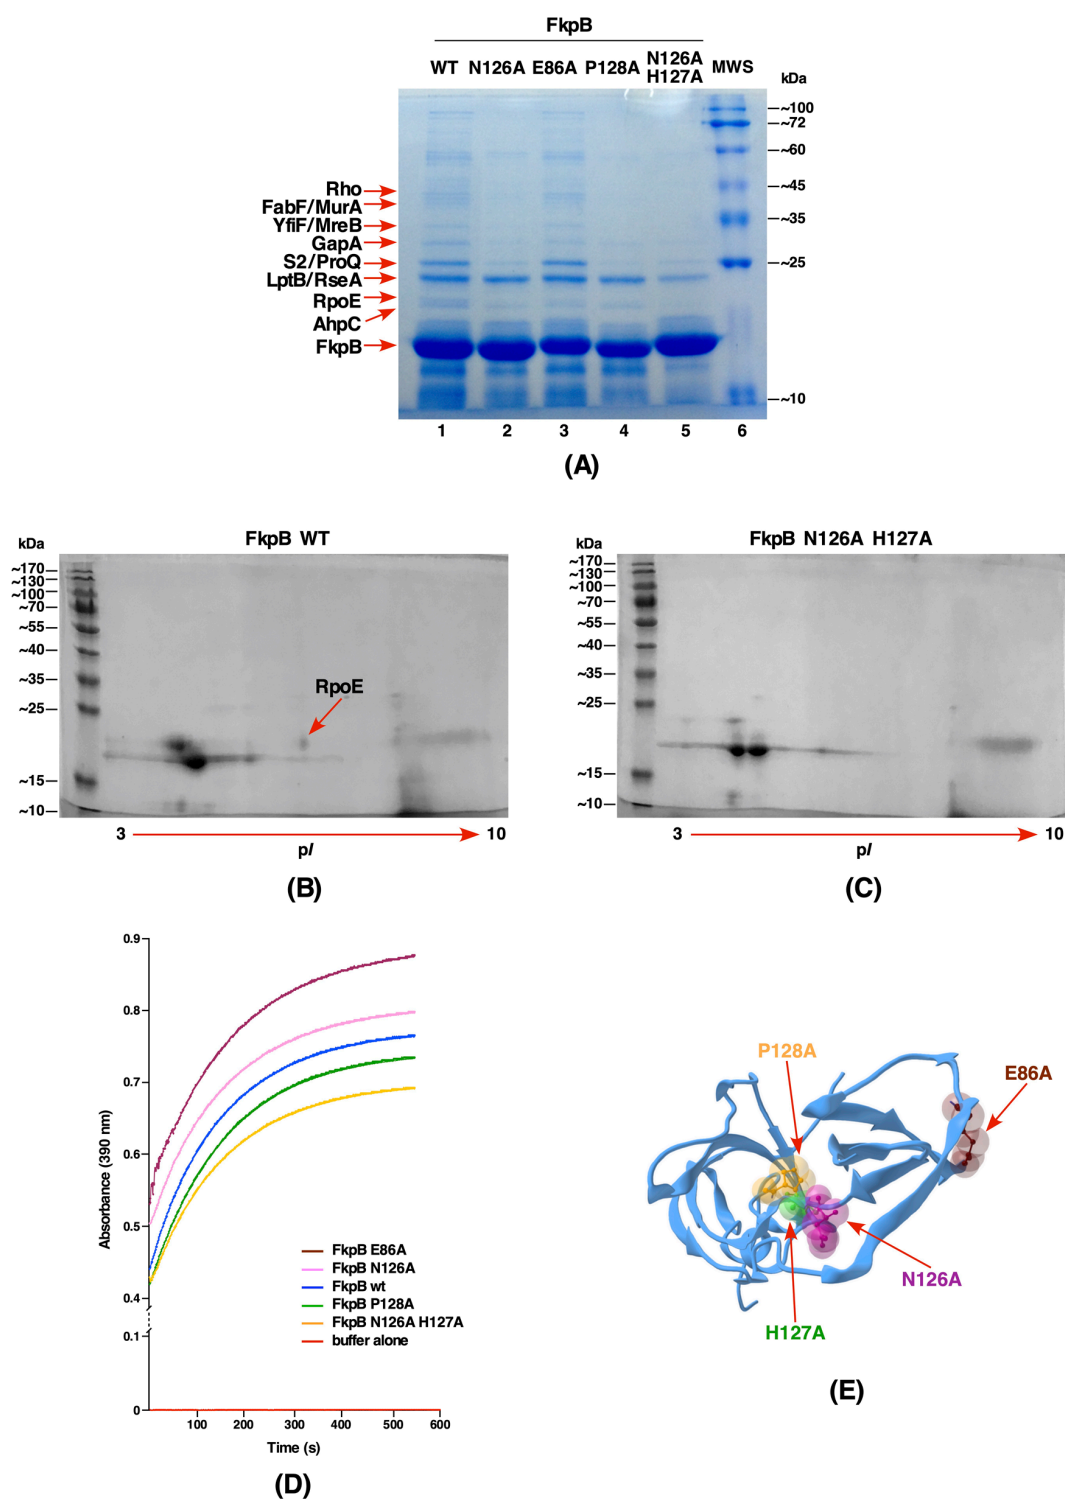 FkpB
WT N126A E86A P128A N126A H127A MWS
kDa
~100
~72
~60
~45
~35
~25
~10
Rho
FabF/MurA
YfiF/MreB
GapA
S2/ProQ
LptB/RseA
RpoE
AhpC
FkpB
1 2 3 4 5 6
(A)
FkpB WT
kDa
~170
~130
~100
~70
~55
~40
~35
~25
~15
~10
RpoE
3 10
pI
(B)
FkpB N126A H127A
kDa
~170
~130
~100
~70
~55
~40
~35
~25
~15
~10
3 10
pI
(C)
0.9
0.8
0.7
0.6
0.5
0.4
0.1
0
Absorbance (390 nm)
FkpB E86A
FkpB N126A
FkpB wt
FkpB P128A
FkpB N126A H127A
buffer alone
100 200 300 400 500 600
Time (s)
(D)
P128A
E86A
N126A
H127A
(E)